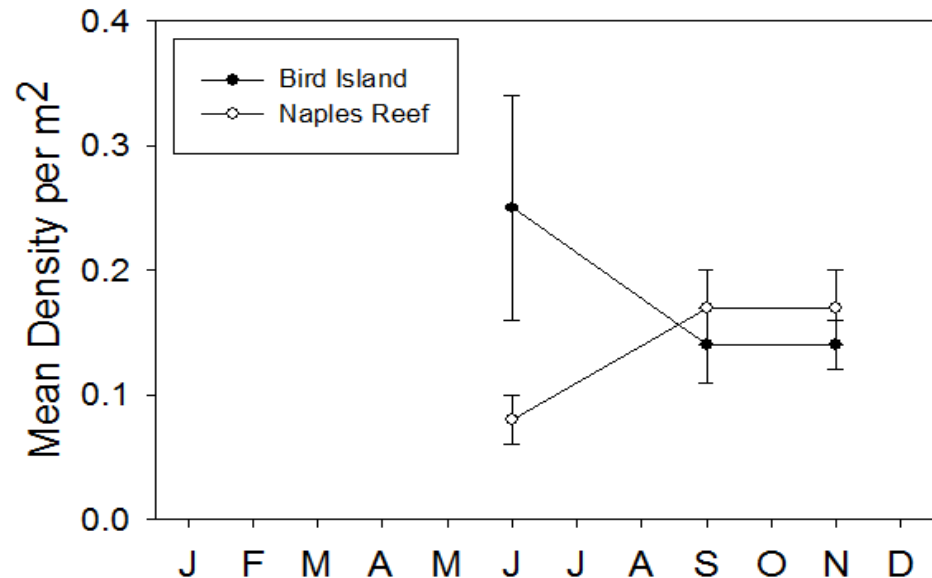 Mean Density per m2
0.4
0.3
0.2
0.1
0.0
Bird Island
Naples Reef
J F M A M J J A S O N D